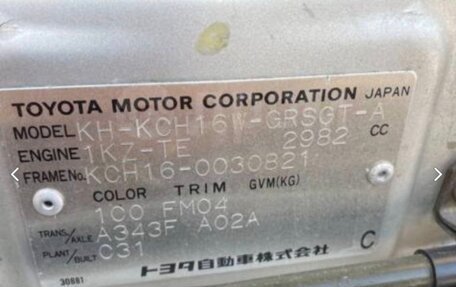 TOYOTA MOTOR CORPORATION JAPAN
MODEL KH-KCH16W-GRSGT-A
ENGINE 1KZ-TE 2982 CC
FRAME No. KCH16-0030821
COLOR TRIM GVM(KG)
100 FM04
TRANS./AXLE A343F A02A
PLANT/BUILT C31
C
トヨタ自動車株式会社
30881